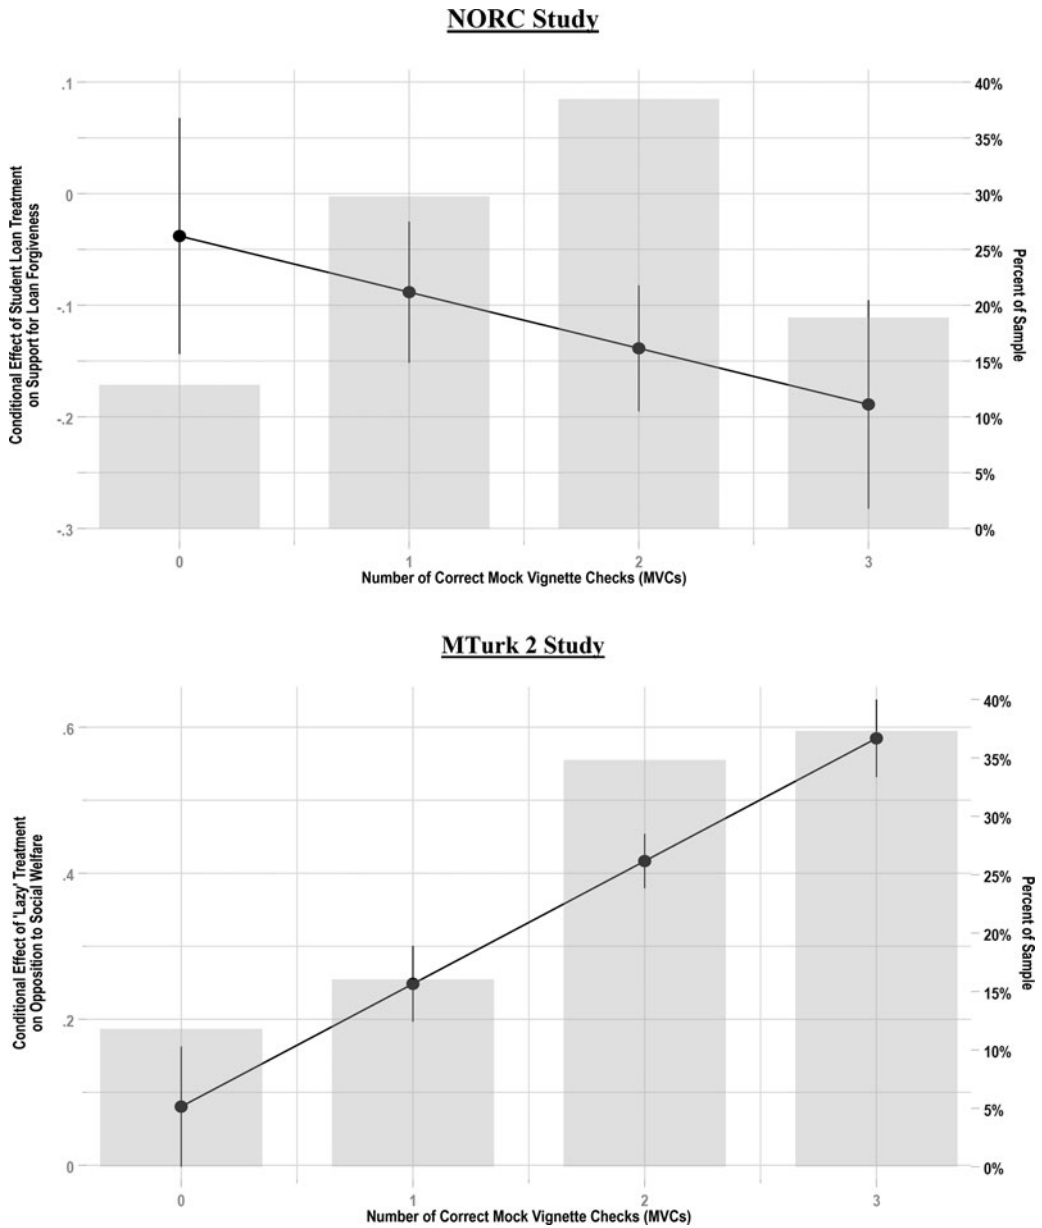 NORC Study
Conditional Effect of Student Loan Treatment
on Support for Loan Forgiveness
.1
0
-.1
-.2
-.3
40%
35%
30%
25%
20%
15%
10%
5%
0%
Percent of Sample
0 1 2 3
Number of Correct Mock Vignette Checks (MVCs)
MTurk 2 Study
Conditional Effect of 'Lazy' Treatment
on Opposition to Social Welfare
.6
.4
.2
0
40%
35%
30%
25%
20%
15%
10%
5%
0%
Percent of Sample
0 1 2 3
Number of Correct Mock Vignette Checks (MVCs)